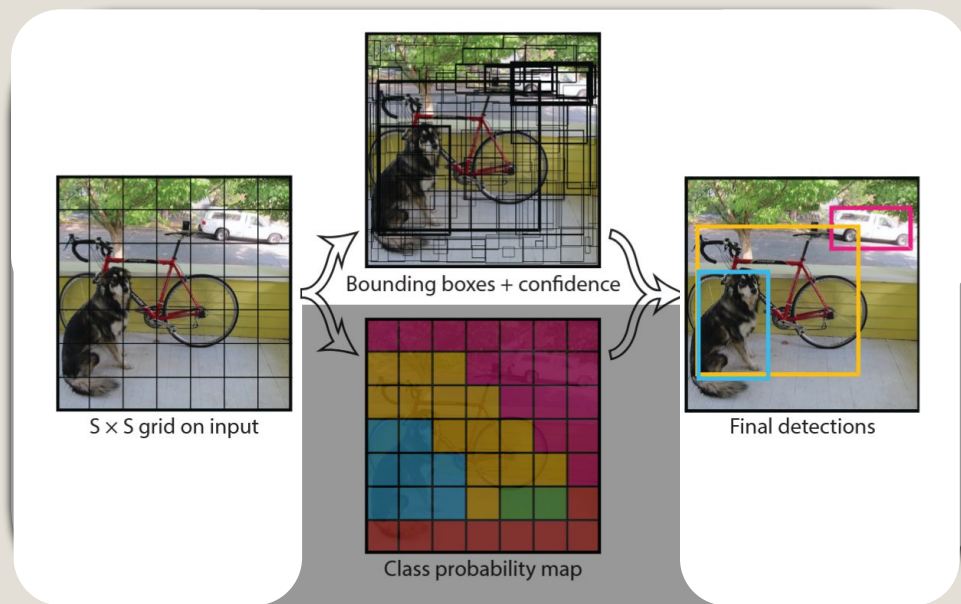 Bounding boxes + confidence
S × S grid on input
Final detections
Class probability map